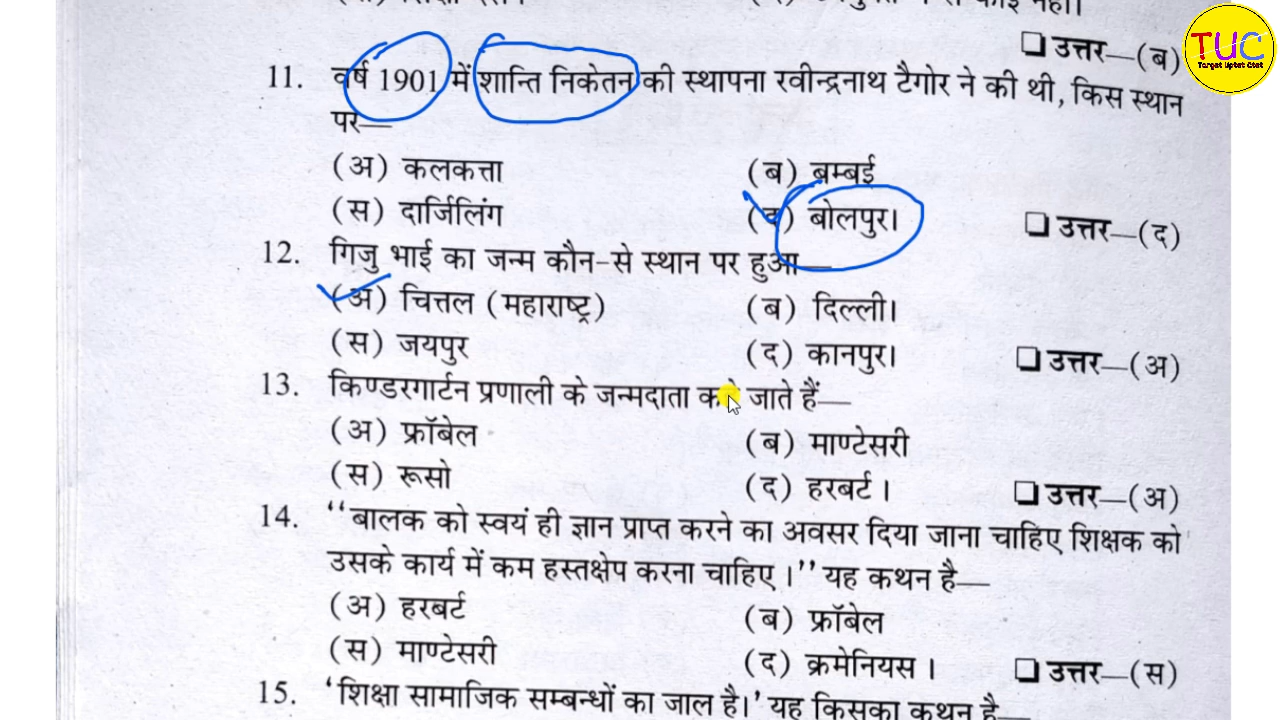 उत्तर—(ब)
TUC
Target Uptet Ctet
11. वर्ष 1901 में शान्ति निकेतन की स्थापना रवीन्द्रनाथ टैगोर ने की थी, किस स्थान
पर—
(अ) कलकत्ता (ब) बम्बई
(स) दार्जिलिंग (द) बोलपुर। उत्तर—(द)
12. गिजु भाई का जन्म कौन-से स्थान पर हुआ—
(अ) चित्तल (महाराष्ट्र) (ब) दिल्ली।
(स) जयपुर (द) कानपुर। उत्तर—(अ)
13. किण्डरगार्टन प्रणाली के जन्मदाता जाते हैं—
(अ) फ्रॉबेल (ब) माण्टेसरी
(स) रूसो (द) हरबर्ट। उत्तर—(अ)
14. ‘‘बालक को स्वयं ही ज्ञान प्राप्त करने का अवसर दिया जाना चाहिए शिक्षक को
उसके कार्य में कम हस्तक्षेप करना चाहिए।’’ यह कथन है—
(अ) हरबर्ट (ब) फ्रॉबेल
(स) माण्टेसरी (द) क्रमेनियस। उत्तर—(स)
15. ‘शिक्षा सामाजिक सम्बन्धों का जाल है।’ यह किसका कथन है—